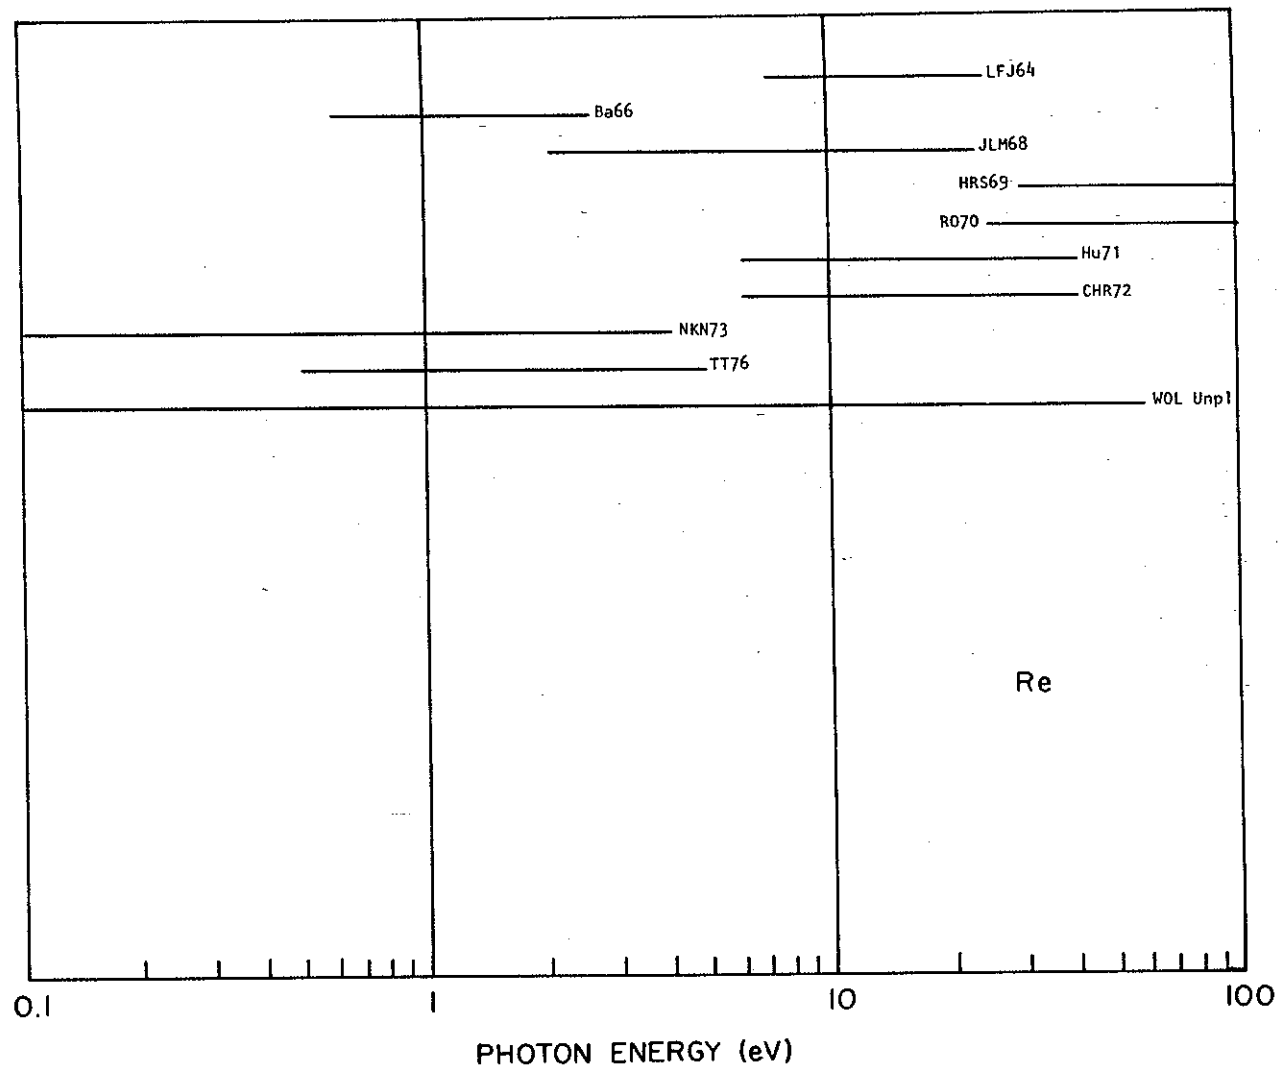 LFJ64
Ba66
JLM68
HRS69
RO70
Hu71
CHR72
NKN73
TT76
WOL Unpl
Re
0.1 1 10 100
PHOTON ENERGY (eV)